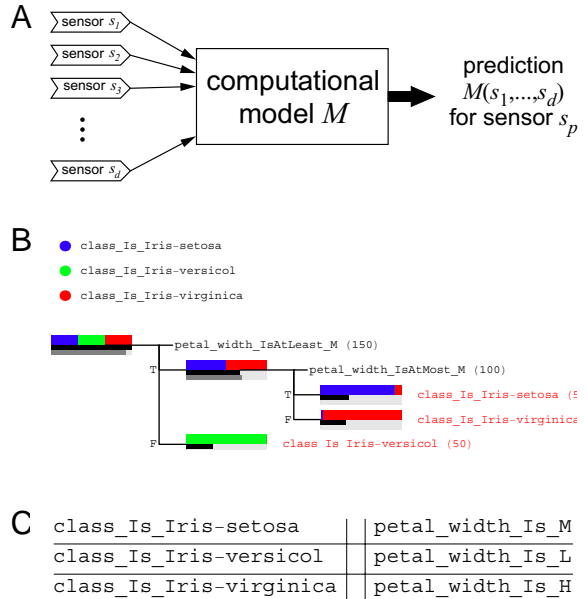 A
sensor s1
sensor s2
sensor s3
sensor sd
computational
model M
prediction
M(s1,...,sd)
for sensor sp
B
class_Is_Iris-setosa
class_Is_Iris-versicol
class_Is_Iris-virginica
petal_width_IsAtLeast_M (150)
T
petal_width_IsAtMost_M (100)
T
class_Is_Iris-setosa (5
F
class_Is_Iris-virginica
F
class Is Iris-versicol (50)
C
class_Is_Iris-setosa petal_width_Is_M
class_Is_Iris-versicol petal_width_Is_L
class_Is_Iris-virginica petal_width_Is_H